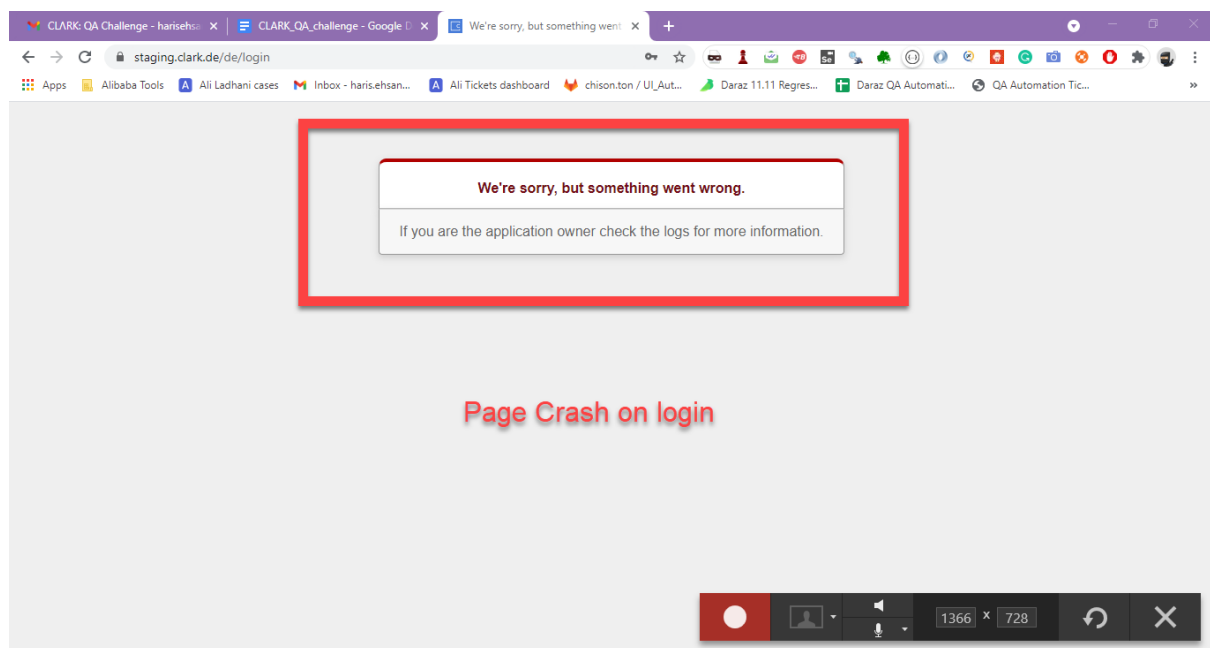 CLARK: QA Challenge - harisehsa
CLARK_QA_challenge - Google D
We're sorry, but something went
staging.clark.de/de/login
Apps
Alibaba Tools
Ali Ladhani cases
Inbox - haris.ehsan...
Ali Tickets dashboard
chison.ton / UI_Aut...
Daraz 11.11 Regres...
Daraz QA Automati...
QA Automation Tic...
»
We're sorry, but something went wrong.
If you are the application owner check the logs for more information.
Page Crash on login
1366 x 728